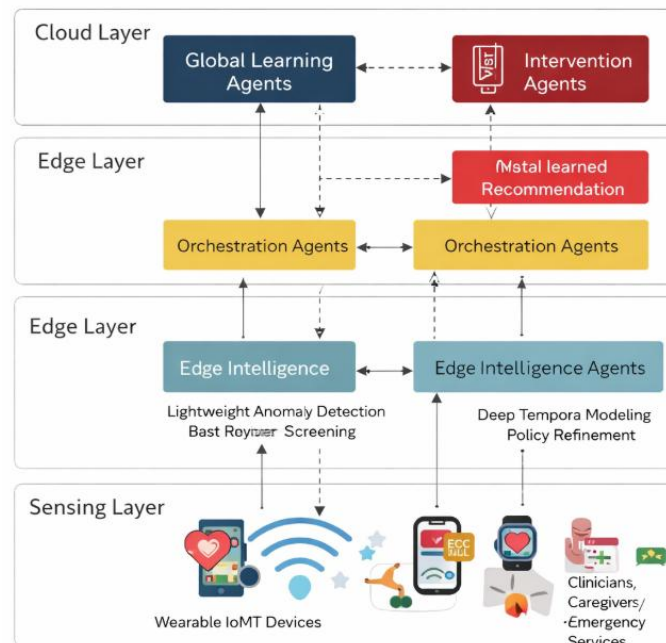 Cloud Layer
Global Learning
Agents
Intervention
Agents
Edge Layer
learned
Recommendation
Orchestration Agents
Orchestration Agents
Edge Layer
Edge Intelligence
Edge Intelligence Agents
Lightweight Anomaly Detection
Bast Screening
Deep Tempora Modeling
Policy Refinement
Sensing Layer
ECC
Wearable IoMT Devices
Clinicians,
Caregivers/
Emergency
Services